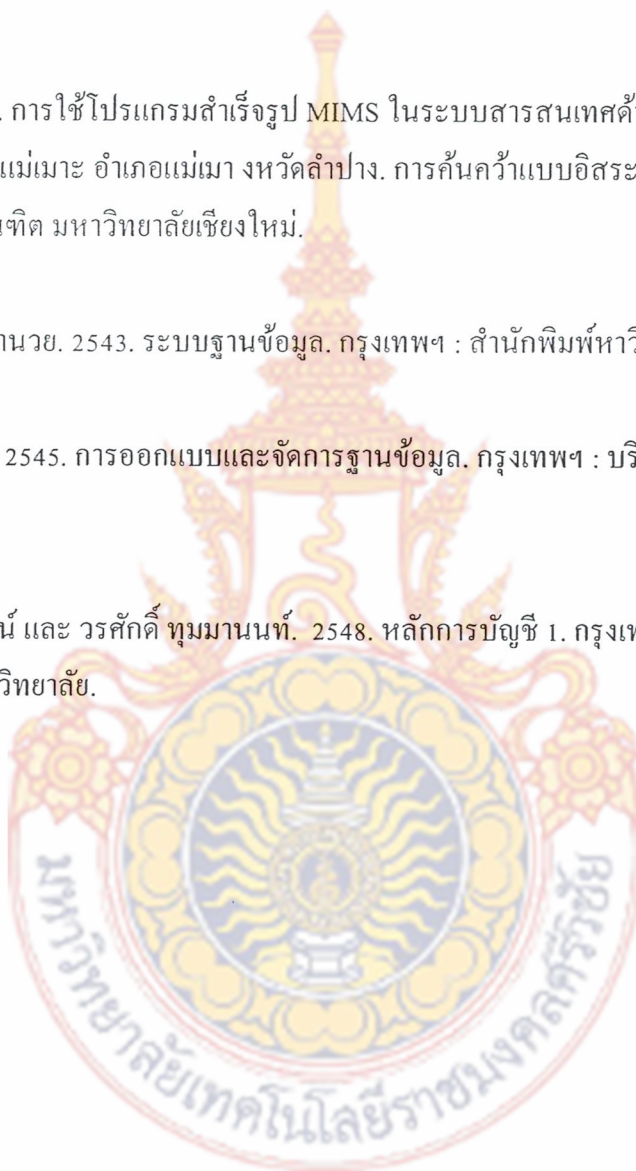 . การใช้โปรแกรมสำเร็จรูป MIMS ในระบบสารสนเทศด้
แม่เมาะ อำเภอแม่เมา งหวัดลำปาง. การค้นคว้าแบบอิสระ
ฑิต มหาวิทยาลัยเชียงใหม่.
านวย. 2543. ระบบฐานข้อมูล. กรุงเทพฯ : สำนักพิมพ์หาวิ
2545. การออกแบบและจัดการฐานข้อมูล. กรุงเทพฯ : บริ
น์ และ วรศักดิ์ ทุมมานนท์. 2548. หลักการบัญชี 1. กรุงเท
วิทยาลัย.
มหาวิทยาลัยเทคโนโลยีราชมงคลศรีวิชัย